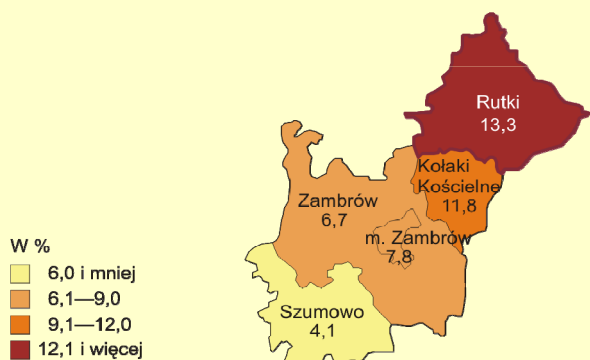 Rutki
13,3
Kołaki
Kościelne
11,8
Zambrów
6,7
m. Zambrów
7,8
Szumowo
4,1
W %
6,0 i mniej
6,1—9,0
9,1—12,0
12,1 i więcej